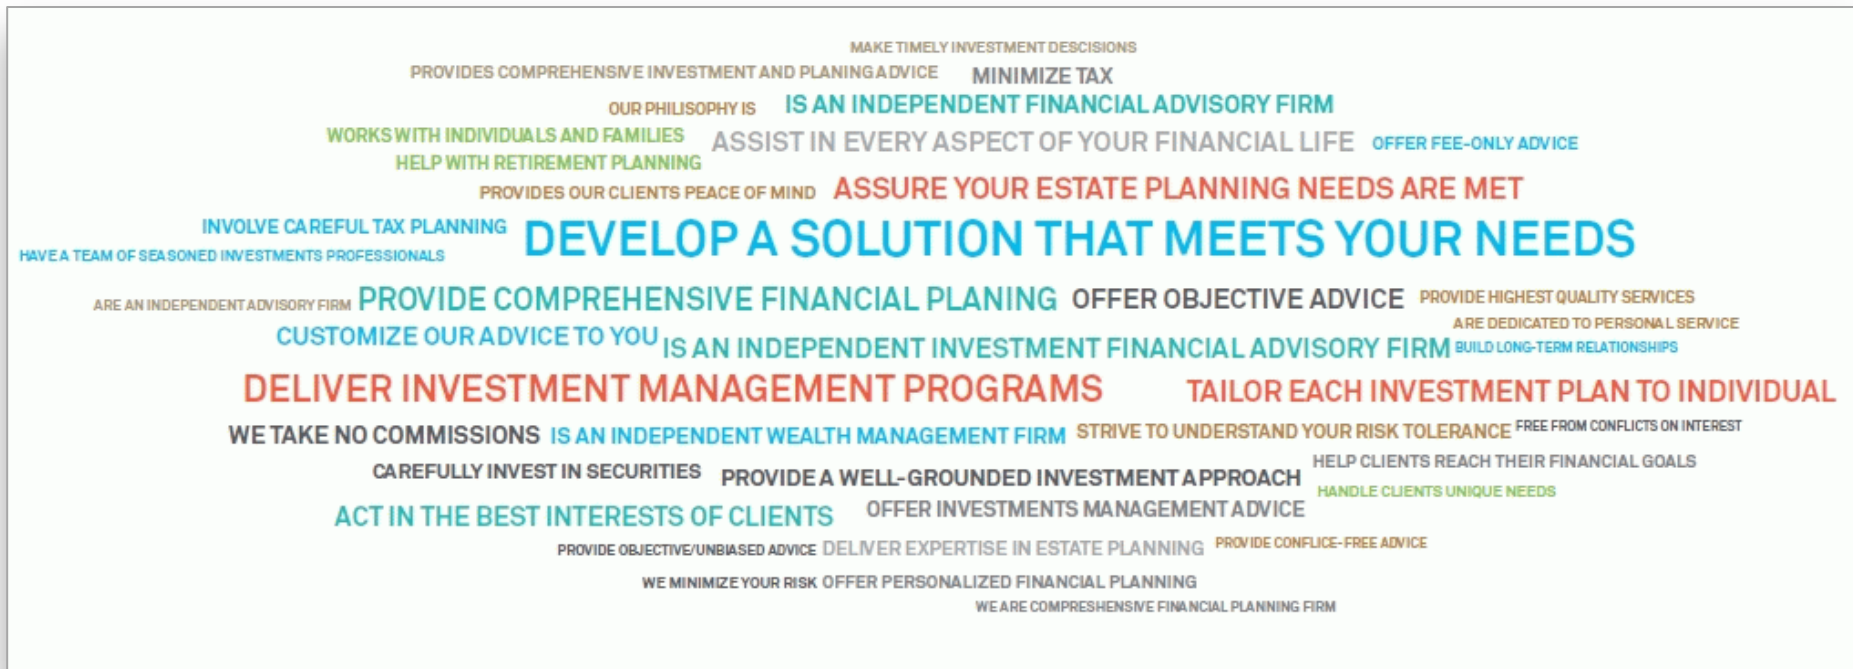 MAKE TIMELY INVESTMENT DESCISIONS
PROVIDES COMPREHENSIVE INVESTMENT AND PLANING ADVICE
MINIMIZE TAX
OUR PHILISOPHY IS
IS AN INDEPENDENT FINANCIAL ADVISORY FIRM
WORKS WITH INDIVIDUALS AND FAMILIES
ASSIST IN EVERY ASPECT OF YOUR FINANCIAL LIFE
OFFER FEE-ONLY ADVICE
HELP WITH RETIREMENT PLANNING
PROVIDES OUR CLIENTS PEACE OF MIND
ASSURE YOUR ESTATE PLANNING NEEDS ARE MET
INVOLVE CAREFUL TAX PLANNING
DEVELOP A SOLUTION THAT MEETS YOUR NEEDS
HAVE A TEAM OF SEASONED INVESTMENTS PROFESSIONALS
ARE AN INDEPENDENT ADVISORY FIRM
PROVIDE COMPREHENSIVE FINANCIAL PLANING
OFFER OBJECTIVE ADVICE
PROVIDE HIGHEST QUALITY SERVICES
ARE DEDICATED TO PERSONAL SERVICE
CUSTOMIZE OUR ADVICE TO YOU
IS AN INDEPENDENT INVESTMENT FINANCIAL ADVISORY FIRM
BUILD LONG-TERM RELATIONSHIPS
DELIVER INVESTMENT MANAGEMENT PROGRAMS
TAILOR EACH INVESTMENT PLAN TO INDIVIDUAL
WE TAKE NO COMMISSIONS
IS AN INDEPENDENT WEALTH MANAGEMENT FIRM
STRIVE TO UNDERSTAND YOUR RISK TOLERANCE
FREE FROM CONFLICTS ON INTEREST
CAREFULLY INVEST IN SECURITIES
PROVIDE A WELL-GROUNDED INVESTMENT APPROACH
HELP CLIENTS REACH THEIR FINANCIAL GOALS
HANDLE CLIENTS UNIQUE NEEDS
ACT IN THE BEST INTERESTS OF CLIENTS
OFFER INVESTMENTS MANAGEMENT ADVICE
PROVIDE OBJECTIVE/UNBIASED ADVICE
DELIVER EXPERTISE IN ESTATE PLANNING
PROVIDE CONFLICE-FREE ADVICE
WE MINIMIZE YOUR RISK
OFFER PERSONALIZED FINANCIAL PLANNING
WE ARE COMPRESHENSIVE FINANCIAL PLANNING FIRM